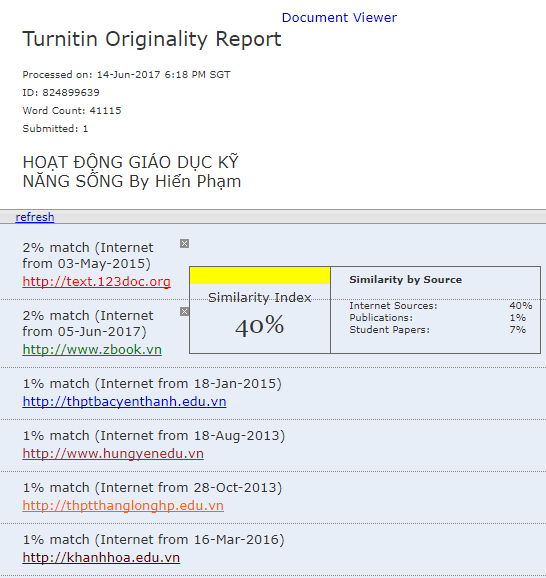 Document Viewer
Turnitin Originality Report
Processed on: 14-Jun-2017 6:18 PM SGT
ID: 824899639
Word Count: 41115
Submitted: 1
HOẠT ĐỘNG GIÁO DỤC KỸ
NĂNG SỐNG By Hiến Phạm
refresh
2% match (Internet
from 03-May-2015)
http://text.123doc.org
Similarity Index
40%
Similarity by Source
Internet Sources: 40%
Publications: 1%
Student Papers: 7%
2% match (Internet
from 05-Jun-2017)
http://www.zbook.vn
1% match (Internet from 18-Jan-2015)
http://thptbacyenthanh.edu.vn
1% match (Internet from 18-Aug-2013)
http://www.hungyenedu.vn
1% match (Internet from 28-Oct-2013)
http://thptthanglonghp.edu.vn
1% match (Internet from 16-Mar-2016)
http://khanhhoa.edu.vn